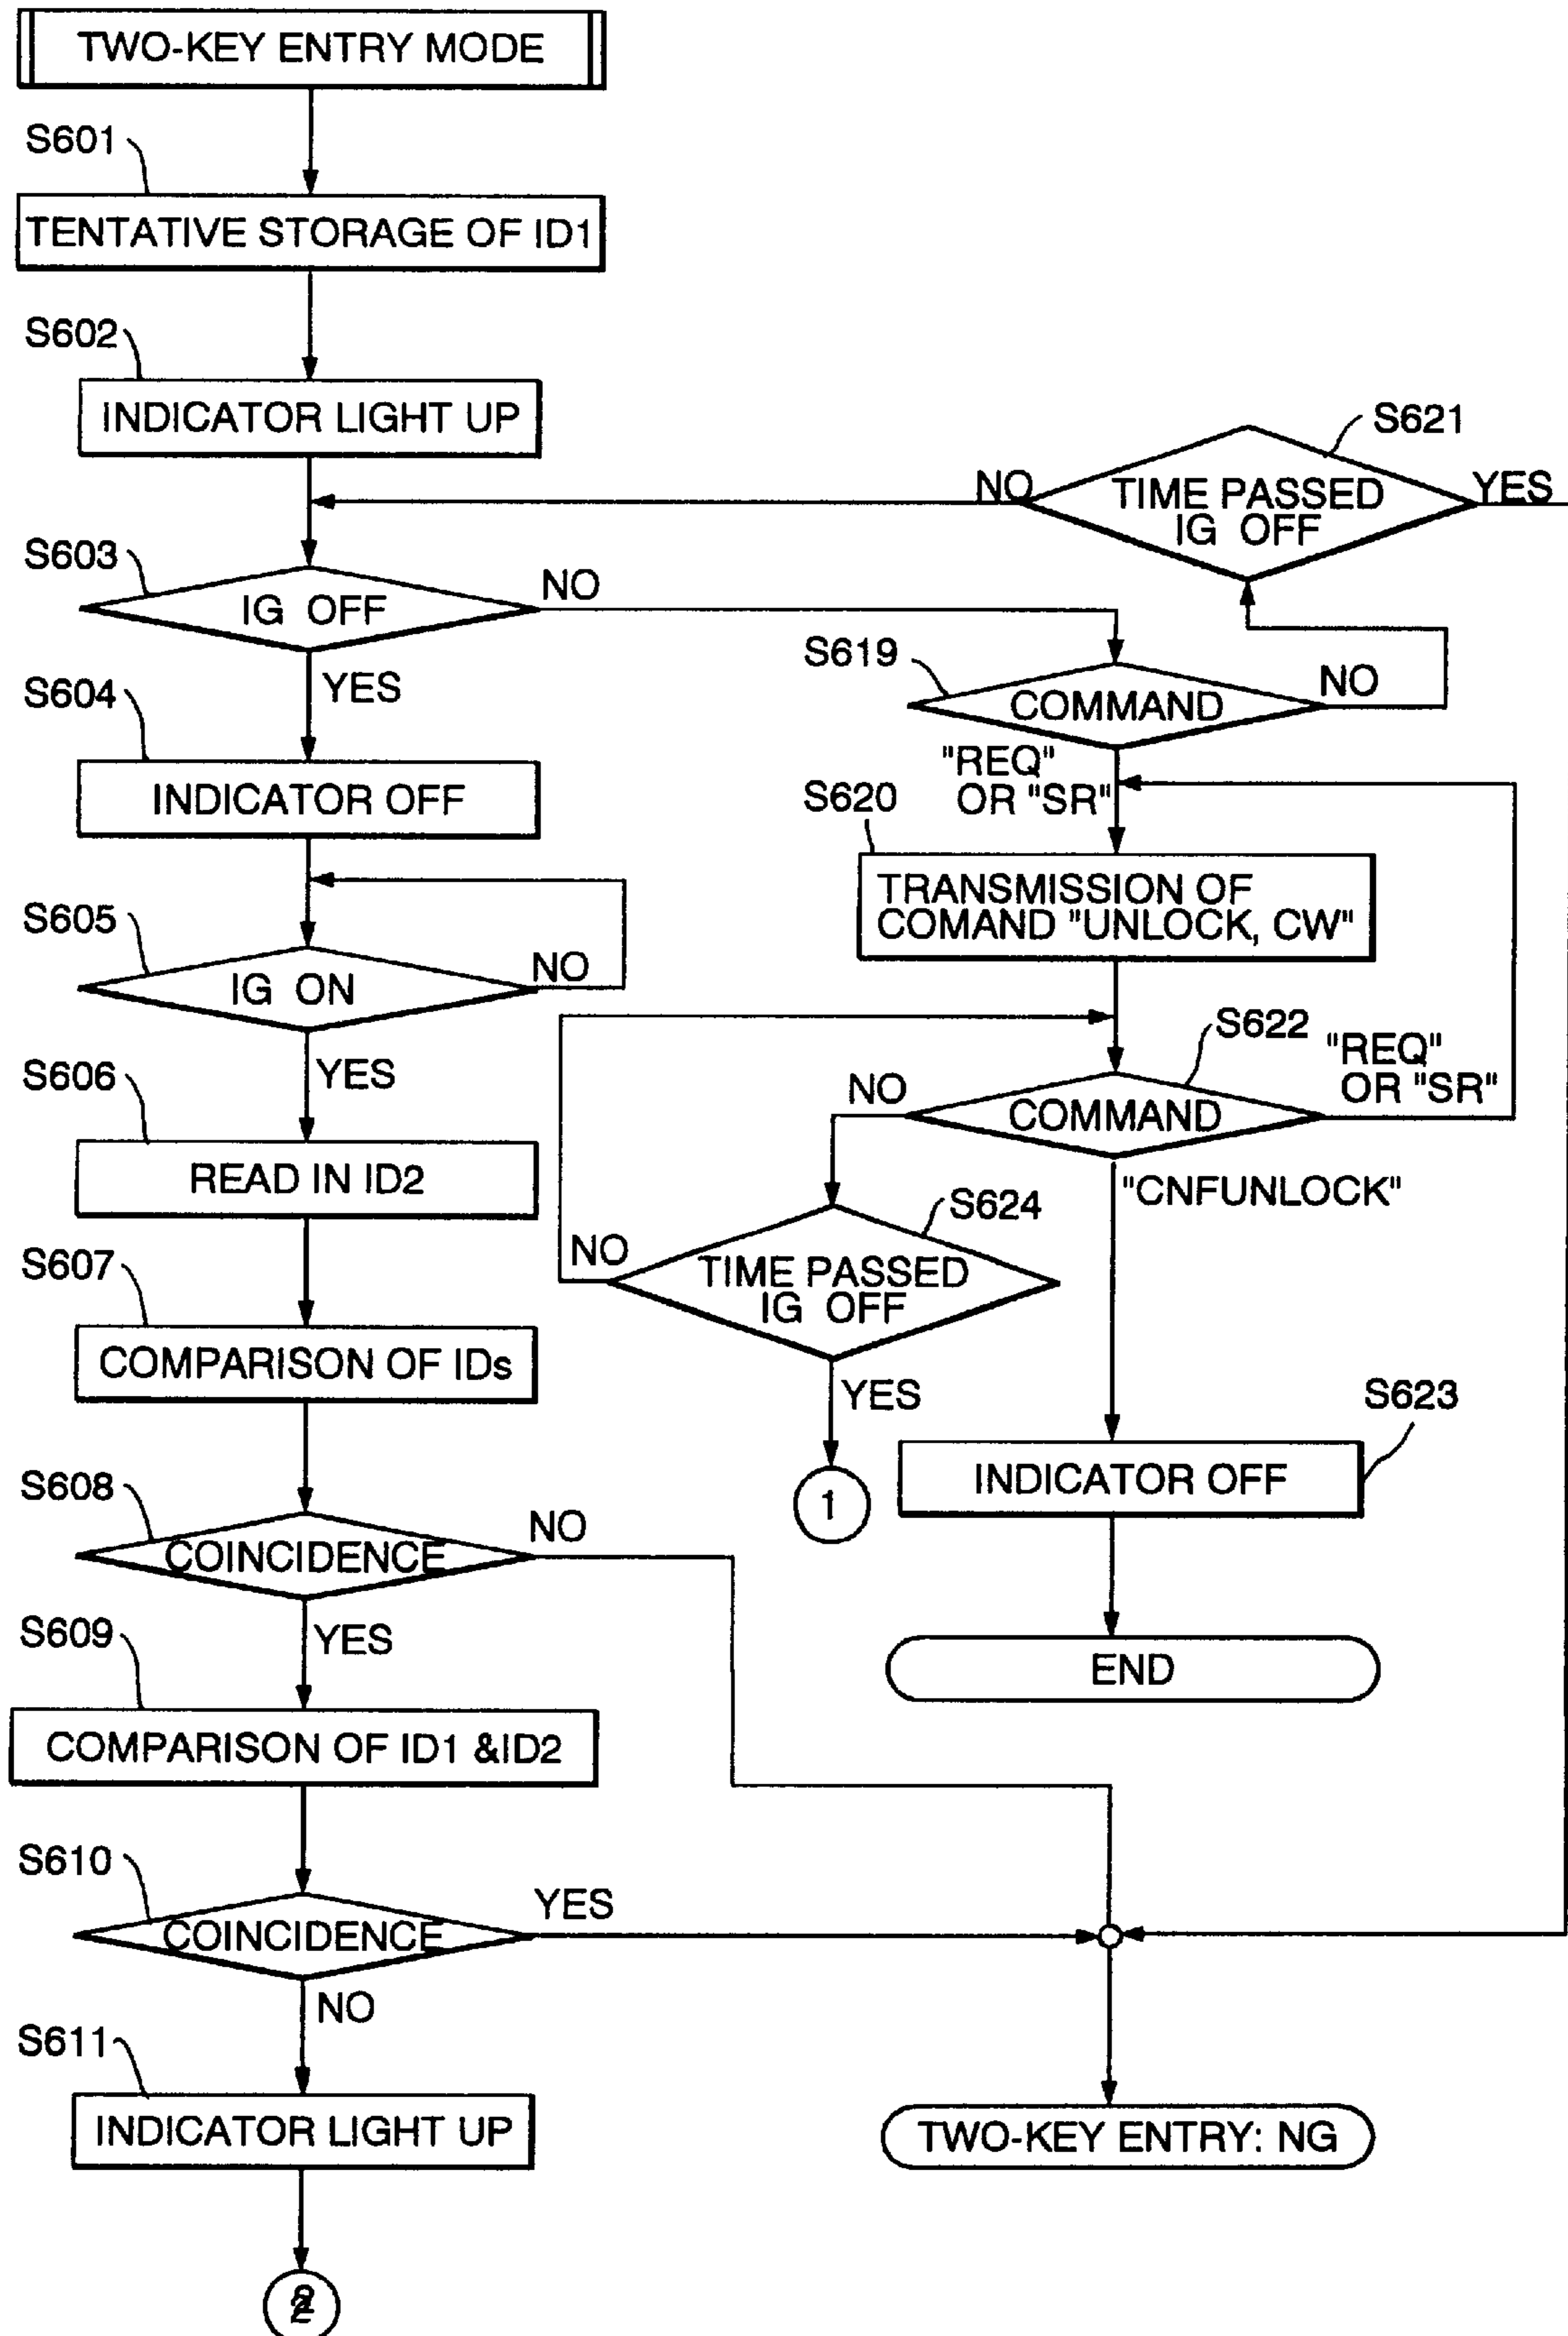 TWO-KEY ENTRY MODE
S601
TENTATIVE STORAGE OF ID1
S602
INDICATOR LIGHT UP
S621
NO
TIME PASSED
IG OFF
YES
S603
IG OFF
NO
YES
S619
COMMAND
NO
"REQ"
OR "SR"
S604
INDICATOR OFF
S620
TRANSMISSION OF
COMAND "UNLOCK, CW"
S605
IG ON
NO
YES
S622
COMMAND
NO
"REQ"
OR "SR"
"CNFUNLOCK"
S606
READ IN ID2
S624
NO
TIME PASSED
IG OFF
YES
1
S607
COMPARISON OF IDs
S623
INDICATOR OFF
END
S608
COINCIDENCE
NO
YES
S609
COMPARISON OF ID1 &ID2
S610
COINCIDENCE
YES
NO
S611
INDICATOR LIGHT UP
TWO-KEY ENTRY: NG